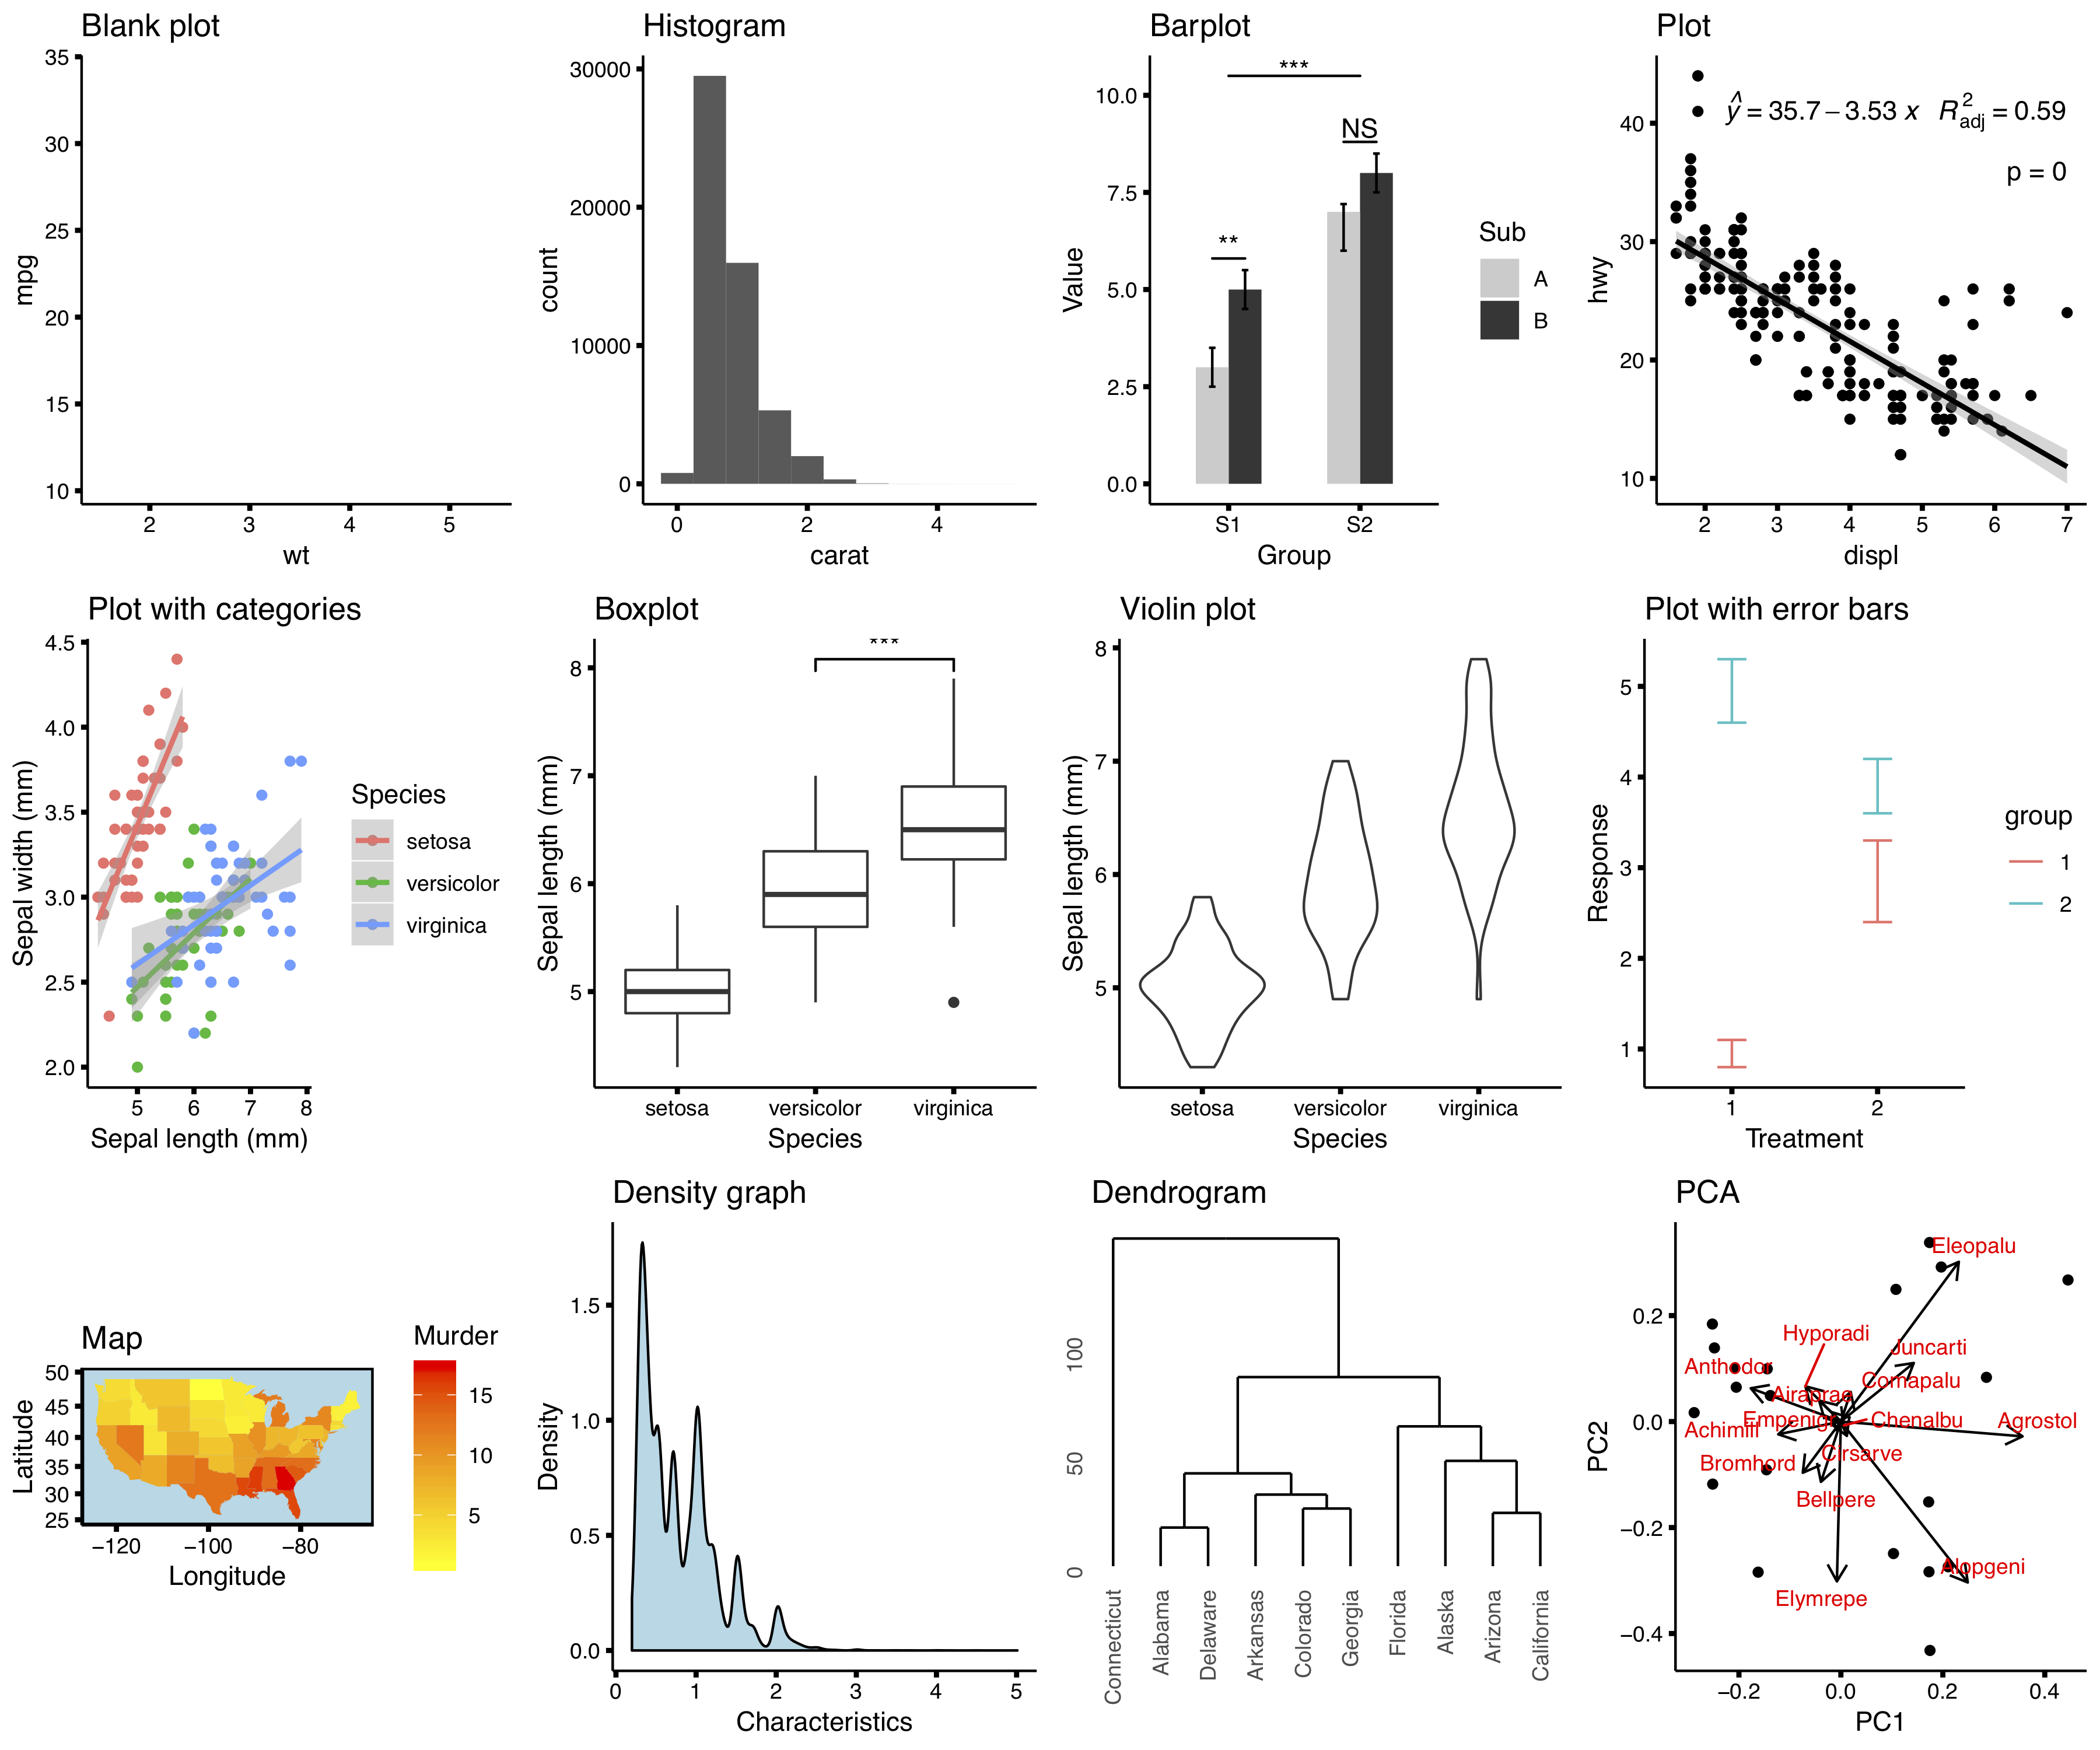 Blank plot
35
30
25
20
15
10
mpg
2 3 4 5
wt
Histogram
30000
20000
10000
0
count
0 2 4
carat
Barplot
10.0
7.5
5.0
2.5
0.0
Value
***
NS
**
S1 S2
Group
Sub
A
B
Plot
40
30
20
10
hwy
ŷ = 35.7 − 3.53 x R²adj = 0.59
p = 0
2 3 4 5 6 7
displ
Plot with categories
4.5
4.0
3.5
3.0
2.5
2.0
Sepal width (mm)
5 6 7 8
Sepal length (mm)
Species
setosa
versicolor
virginica
Boxplot
8
7
6
5
Sepal length (mm)
***
setosa versicolor virginica
Species
Violin plot
8
7
6
5
Sepal length (mm)
setosa versicolor virginica
Species
Plot with error bars
5
4
3
2
1
Response
1 2
Treatment
group
1
2
Map
50
45
40
35
30
25
Latitude
−120 −100 −80
Longitude
Murder
15
10
5
Density graph
1.5
1.0
0.5
0.0
Density
0 1 2 3 4 5
Characteristics
Dendrogram
100
50
0
Connecticut
Alabama
Delaware
Arkansas
Colorado
Georgia
Florida
Alaska
Arizona
California
PCA
0.2
0.0
−0.2
−0.4
PC2
Eleopalu
Hyporadi
Juncarti
Anthodor
Comapalu
Airaprae
Empenigr
Chenalbu
Agrostol
Achimill
Cirsarve
Bromhord
Bellpere
Alopgeni
Elymrepe
−0.2 0.0 0.2 0.4
PC1